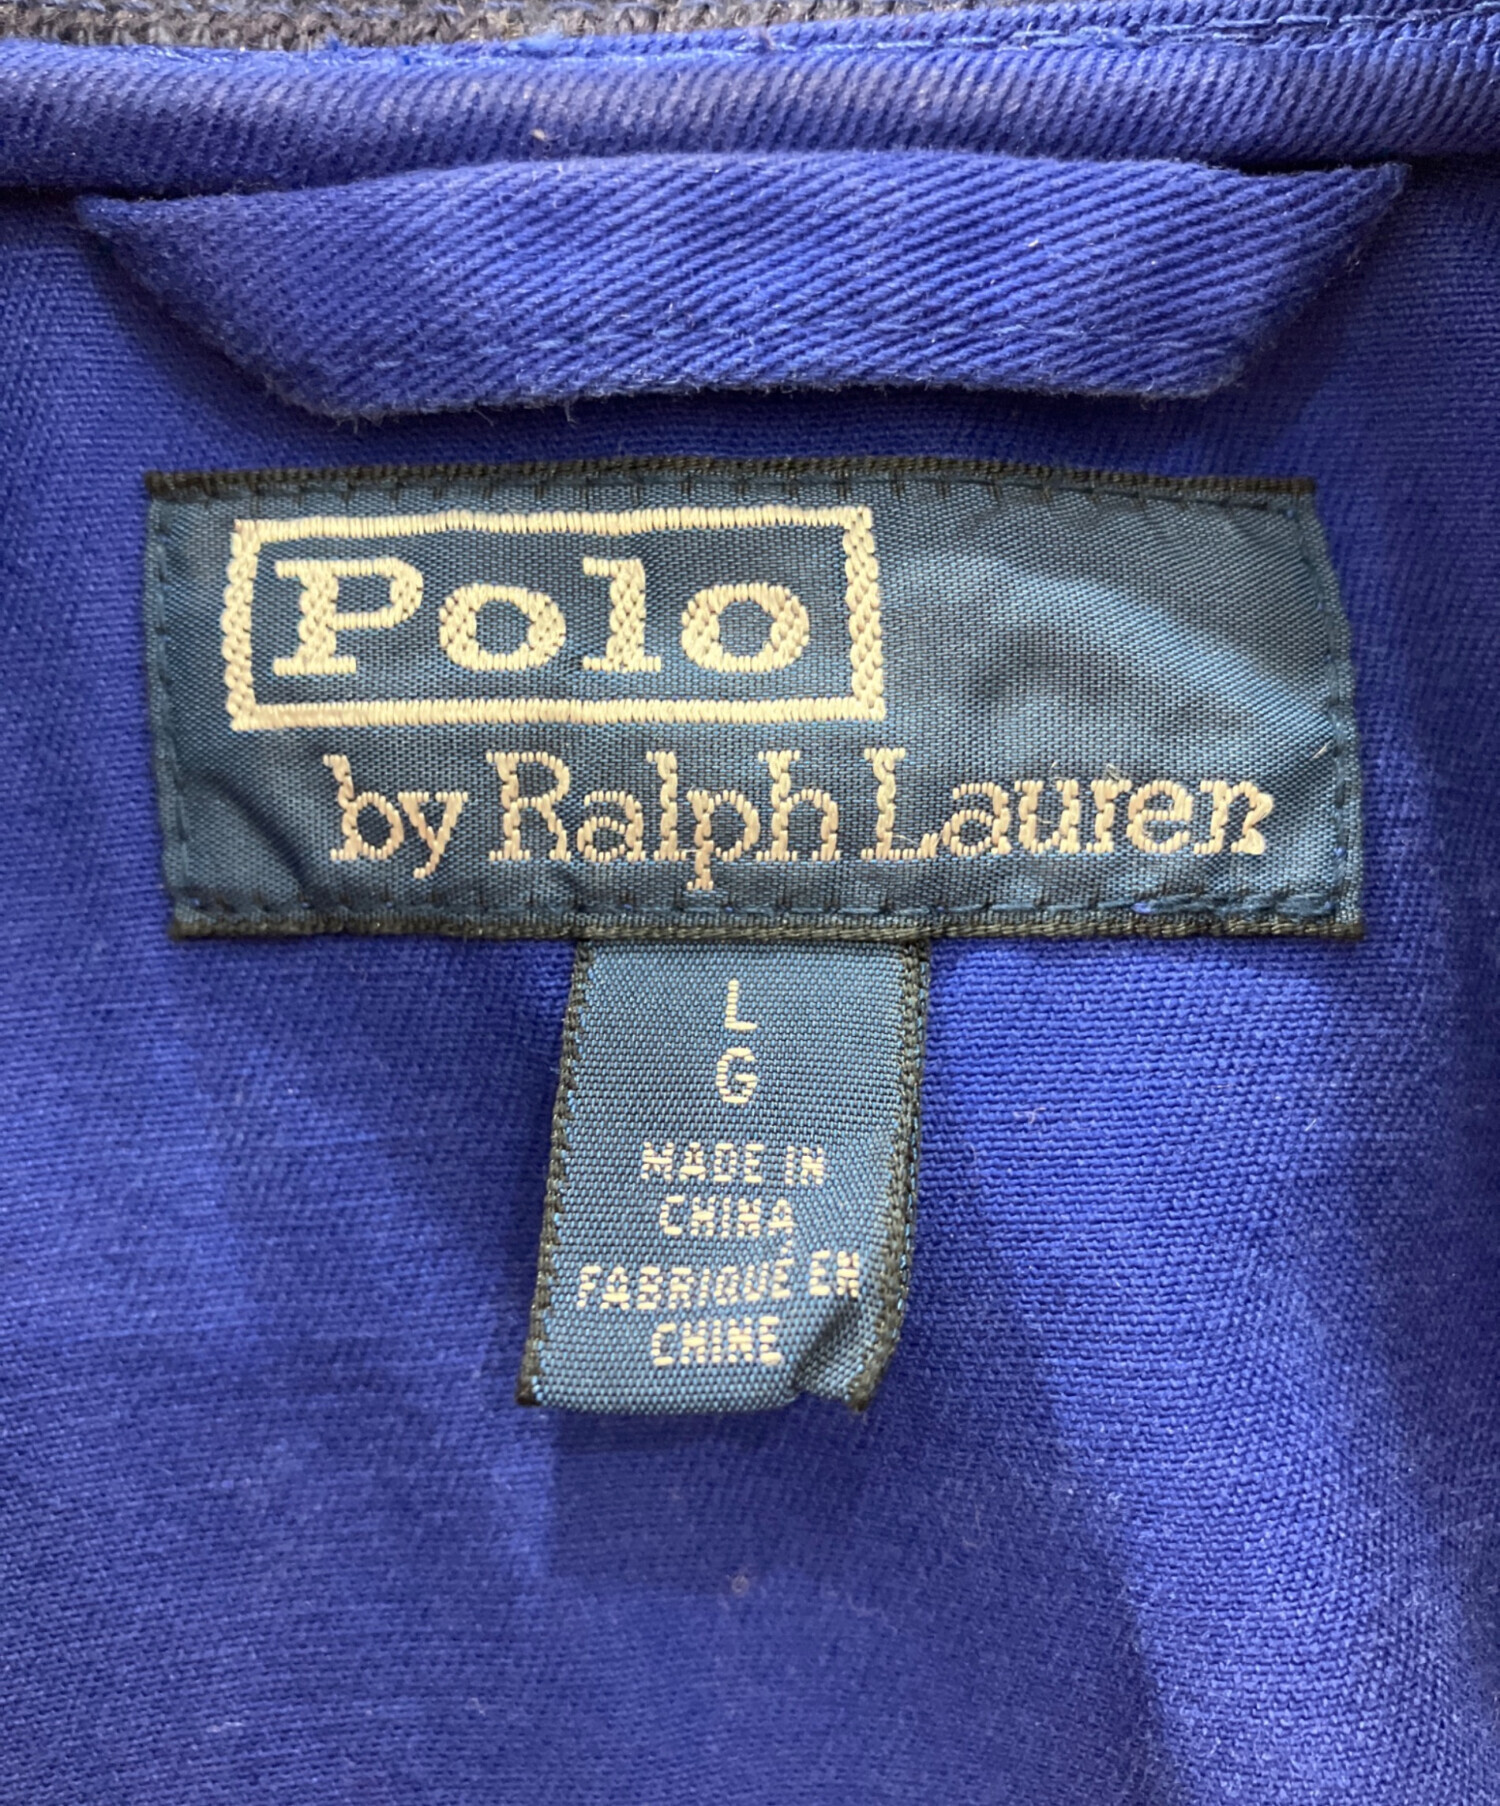 Polo
by Ralph Lauren
L
G
MADE IN
CHINA
FABRIQUÉ EN
CHINE